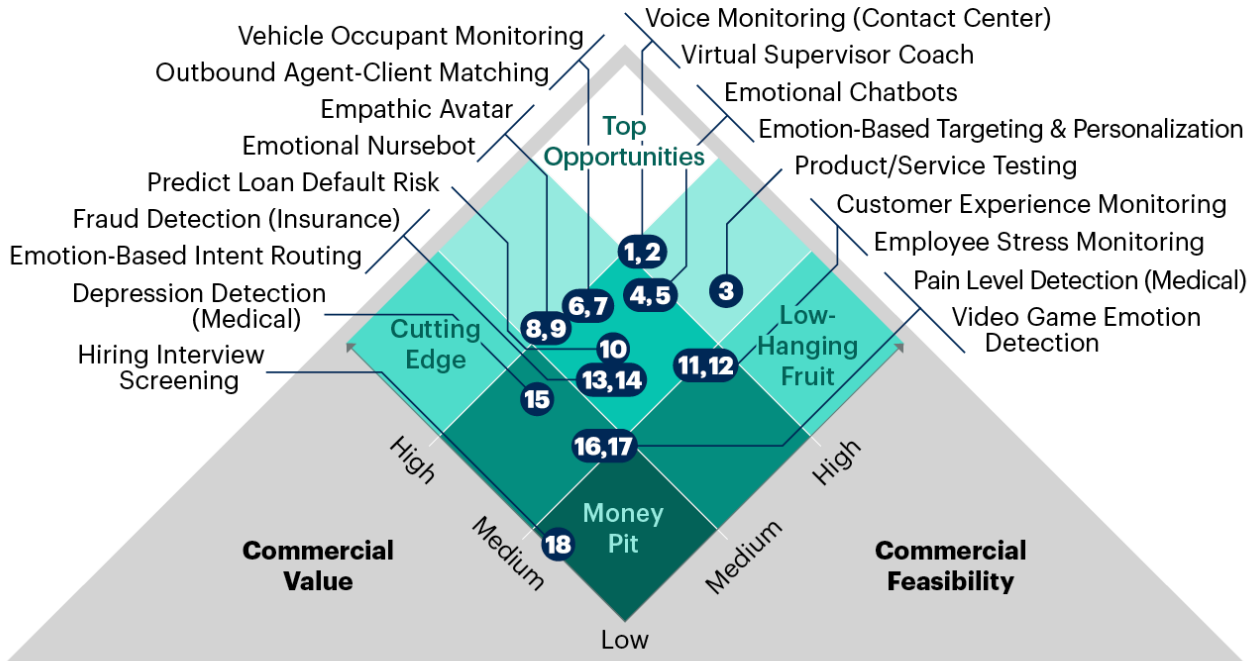 Voice Monitoring (Contact Center)
Virtual Supervisor Coach
Emotional Chatbots
Emotion-Based Targeting & Personalization
Product/Service Testing
Customer Experience Monitoring
Employee Stress Monitoring
Pain Level Detection (Medical)
Video Game Emotion
Detection
Vehicle Occupant Monitoring
Outbound Agent-Client Matching
Empathic Avatar
Emotional Nursebot
Predict Loan Default Risk
Fraud Detection (Insurance)
Emotion-Based Intent Routing
Depression Detection
(Medical)
Hiring Interview
Screening
Top
Opportunities
1, 2
3
4,5
6,7
8,9
10
11,12
13,14
15
16,17
18
Cutting
Edge
Low-
Hanging
Fruit
Money
Pit
High
Medium
Low
Medium
High
Commercial
Value
Commercial
Feasibility